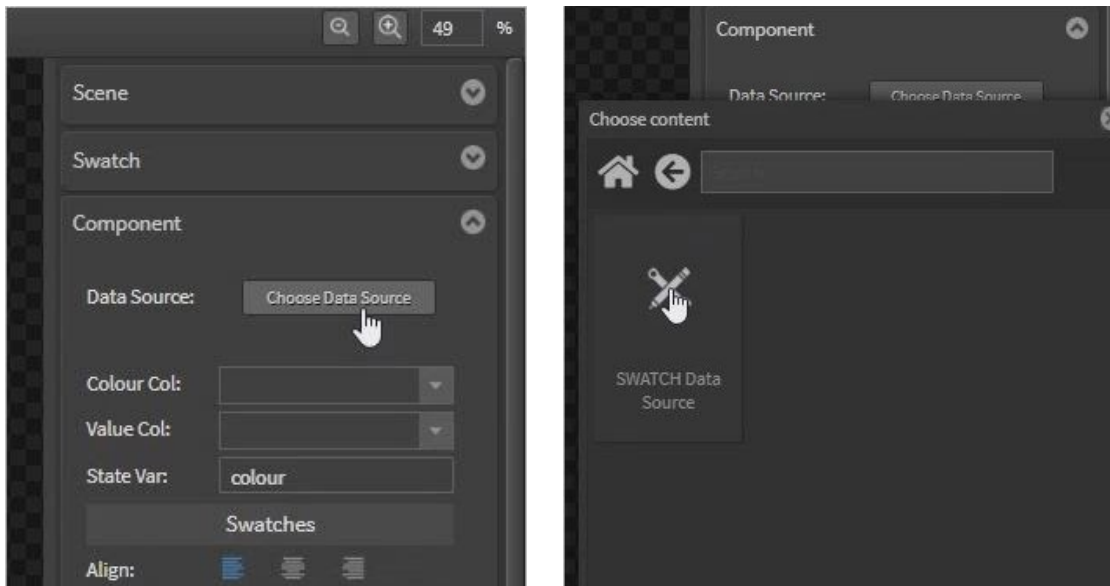 49 %
Scene
Swatch
Component
Data Source: Choose Data Source
Colour Col:
Value Col:
State Var: colour
Swatches
Align:
Component
Data Source: Choose Data Source
Choose content
SWATCH Data
Source